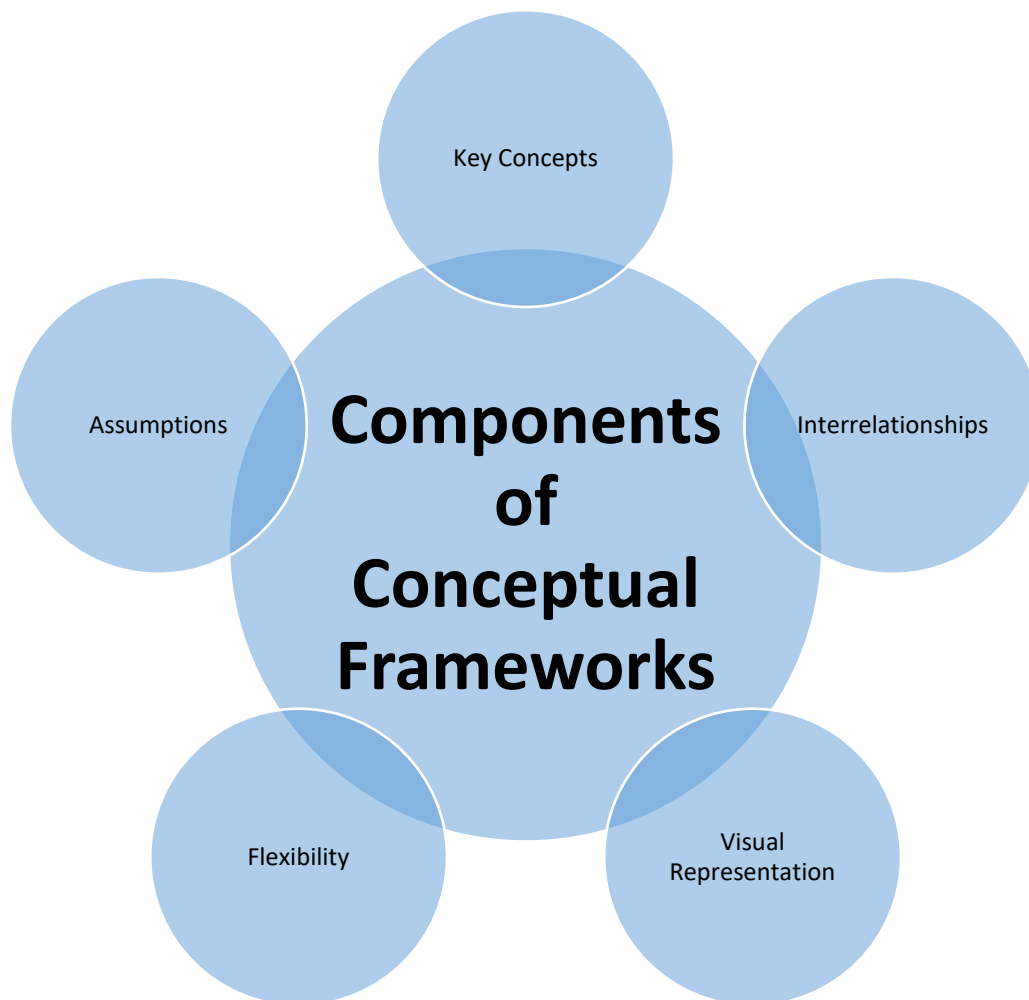 Key Concepts
Assumptions
Components
of
Conceptual
Frameworks
Interrelationships
Flexibility
Visual
Representation